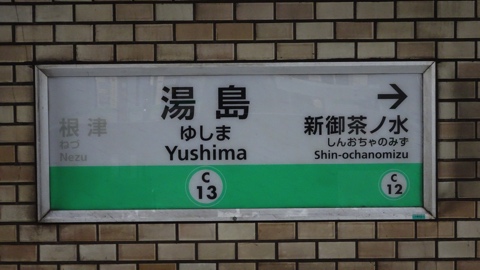 湯島
ゆしま
Yushima
C
13
根津
ねづ
Nezu
新御茶ノ水
しんおちゃのみず
Shin-ochanomizu
C
12